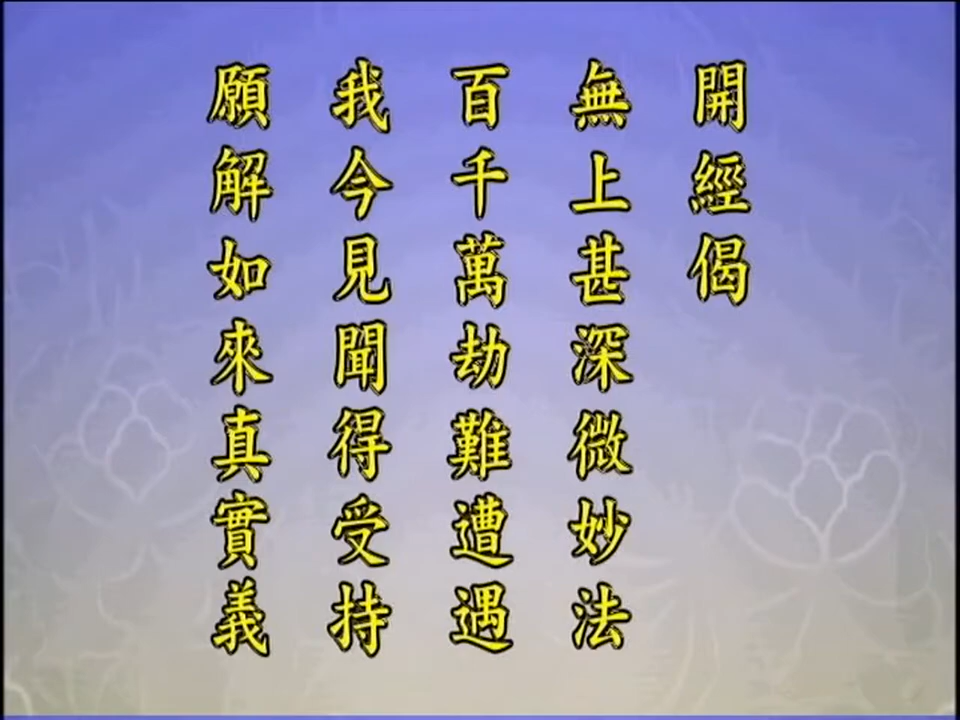 開經偈
無上甚深微妙法
百千萬劫難遭遇
我今見聞得受持
願解如來真實義